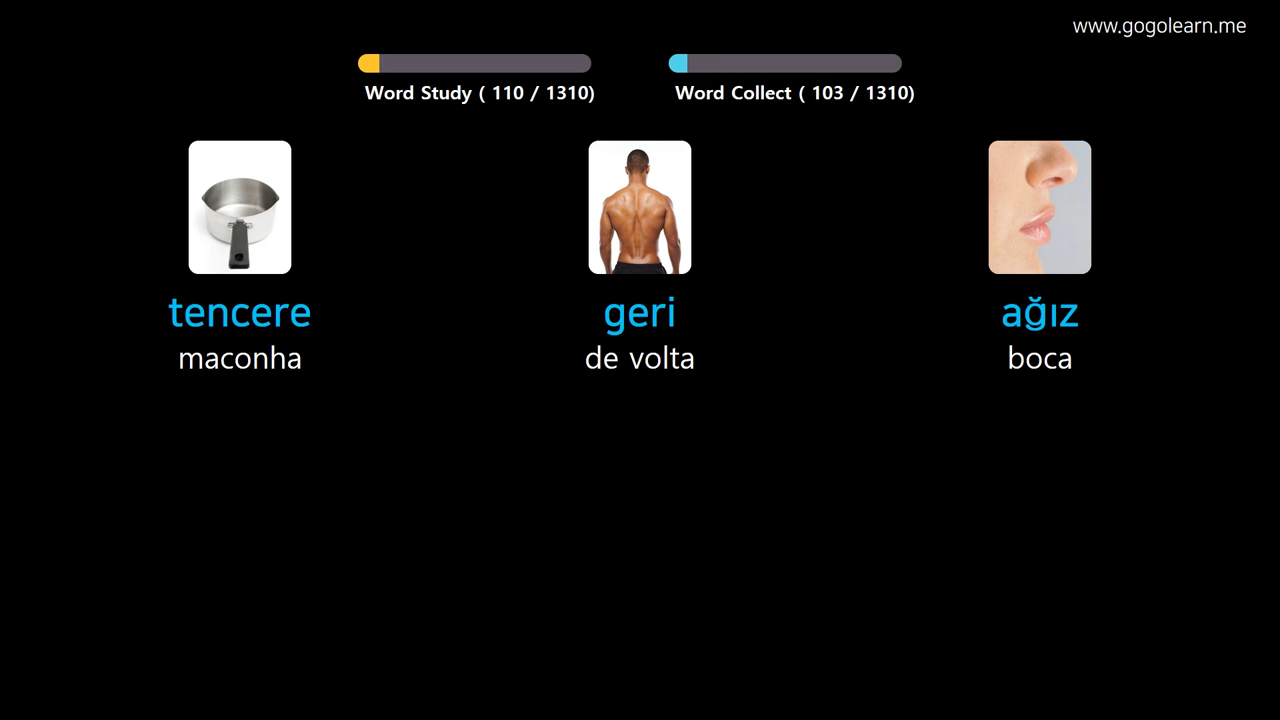 www.gogolearn.me
Word Study ( 110 / 1310)
Word Collect ( 103 / 1310)
tencere
maconha
geri
de volta
ağız
boca